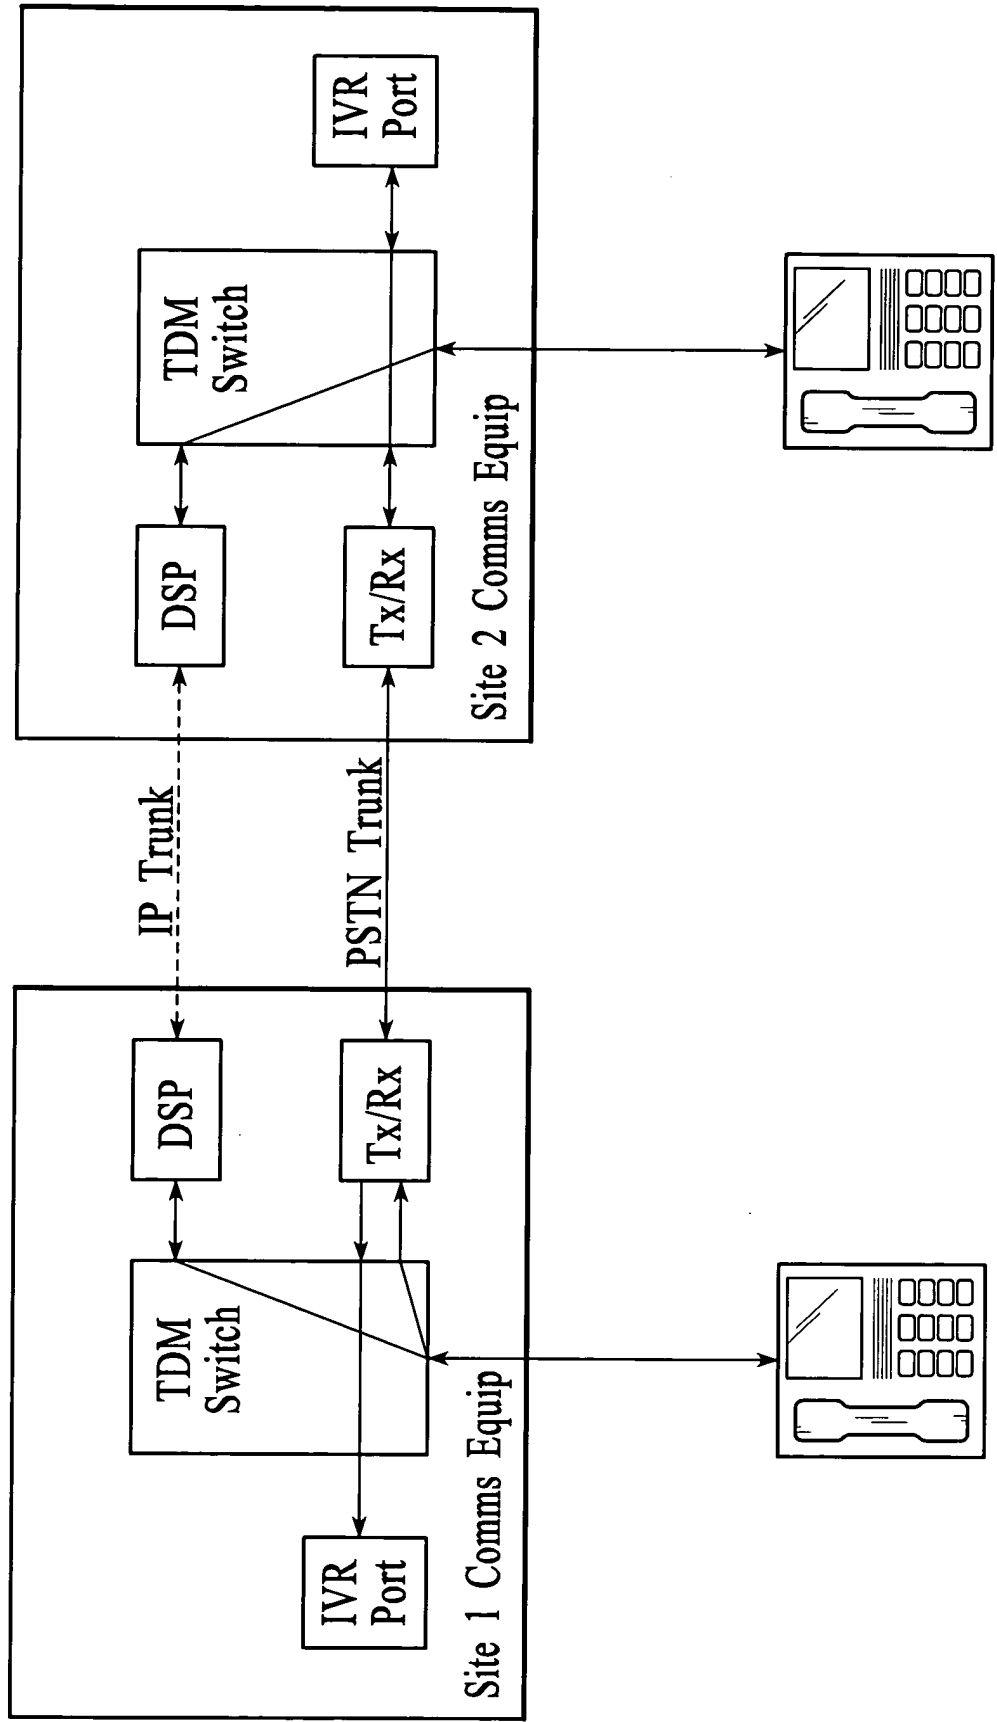 IP Trunk
PSTN Trunk
TDM
Switch
DSP
IVR
Port
Tx/Rx
Site 1 Comms Equip
DSP
TDM
Switch
Tx/Rx
IVR
Port
Site 2 Comms Equip